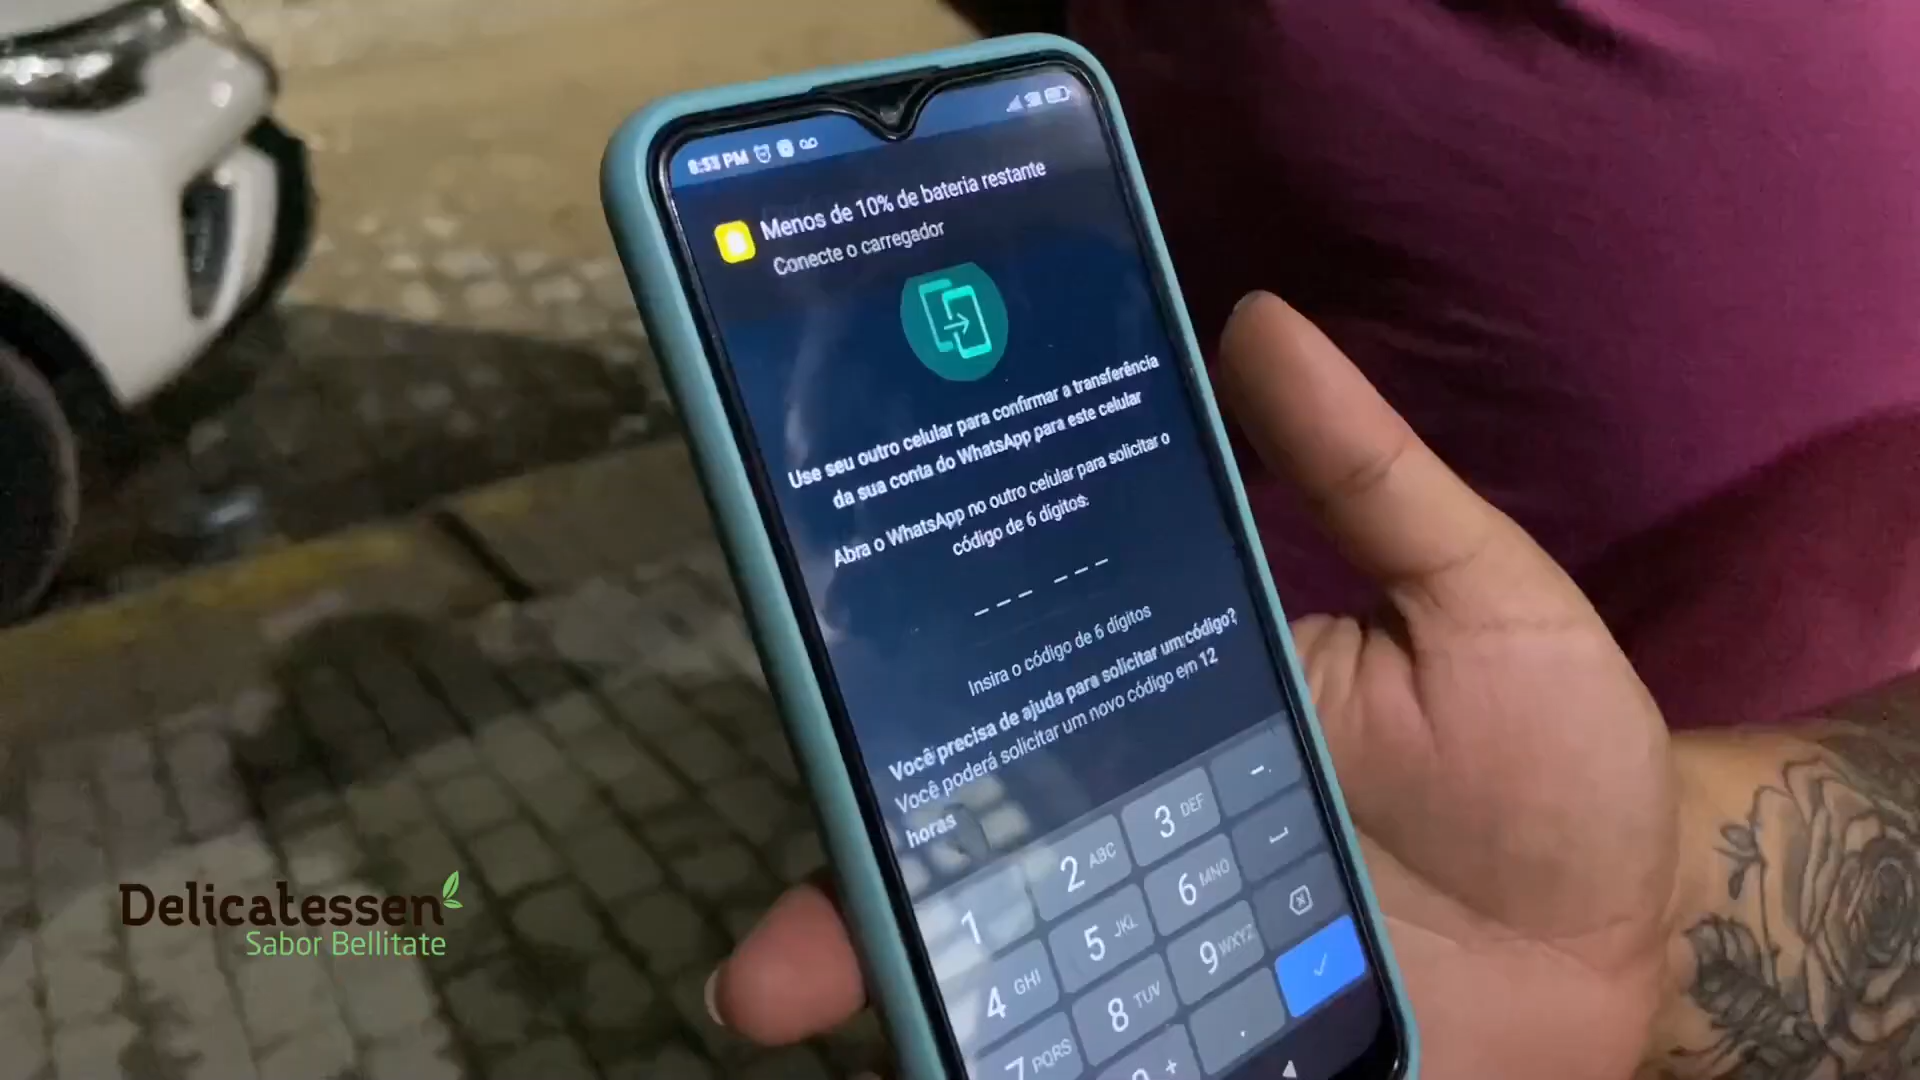 8:53 PM
Menos de 10% de bateria restante
Conecte o carregador
Use seu outro celular para confirmar a transferência
da sua conta do WhatsApp para este celular
Abra o WhatsApp no outro celular para solicitar o
código de 6 dígitos:
Insira o código de 6 dígitos
Você precisa de ajuda para solicitar um código?
Você poderá solicitar um novo código em 12
horas
1
2 ABC
3 DEF
4 GHI
5 JKL
6 MNO
7 PQRS
8 TUV
9 WXYZ
+
Delicatessen
Sabor Bellitate